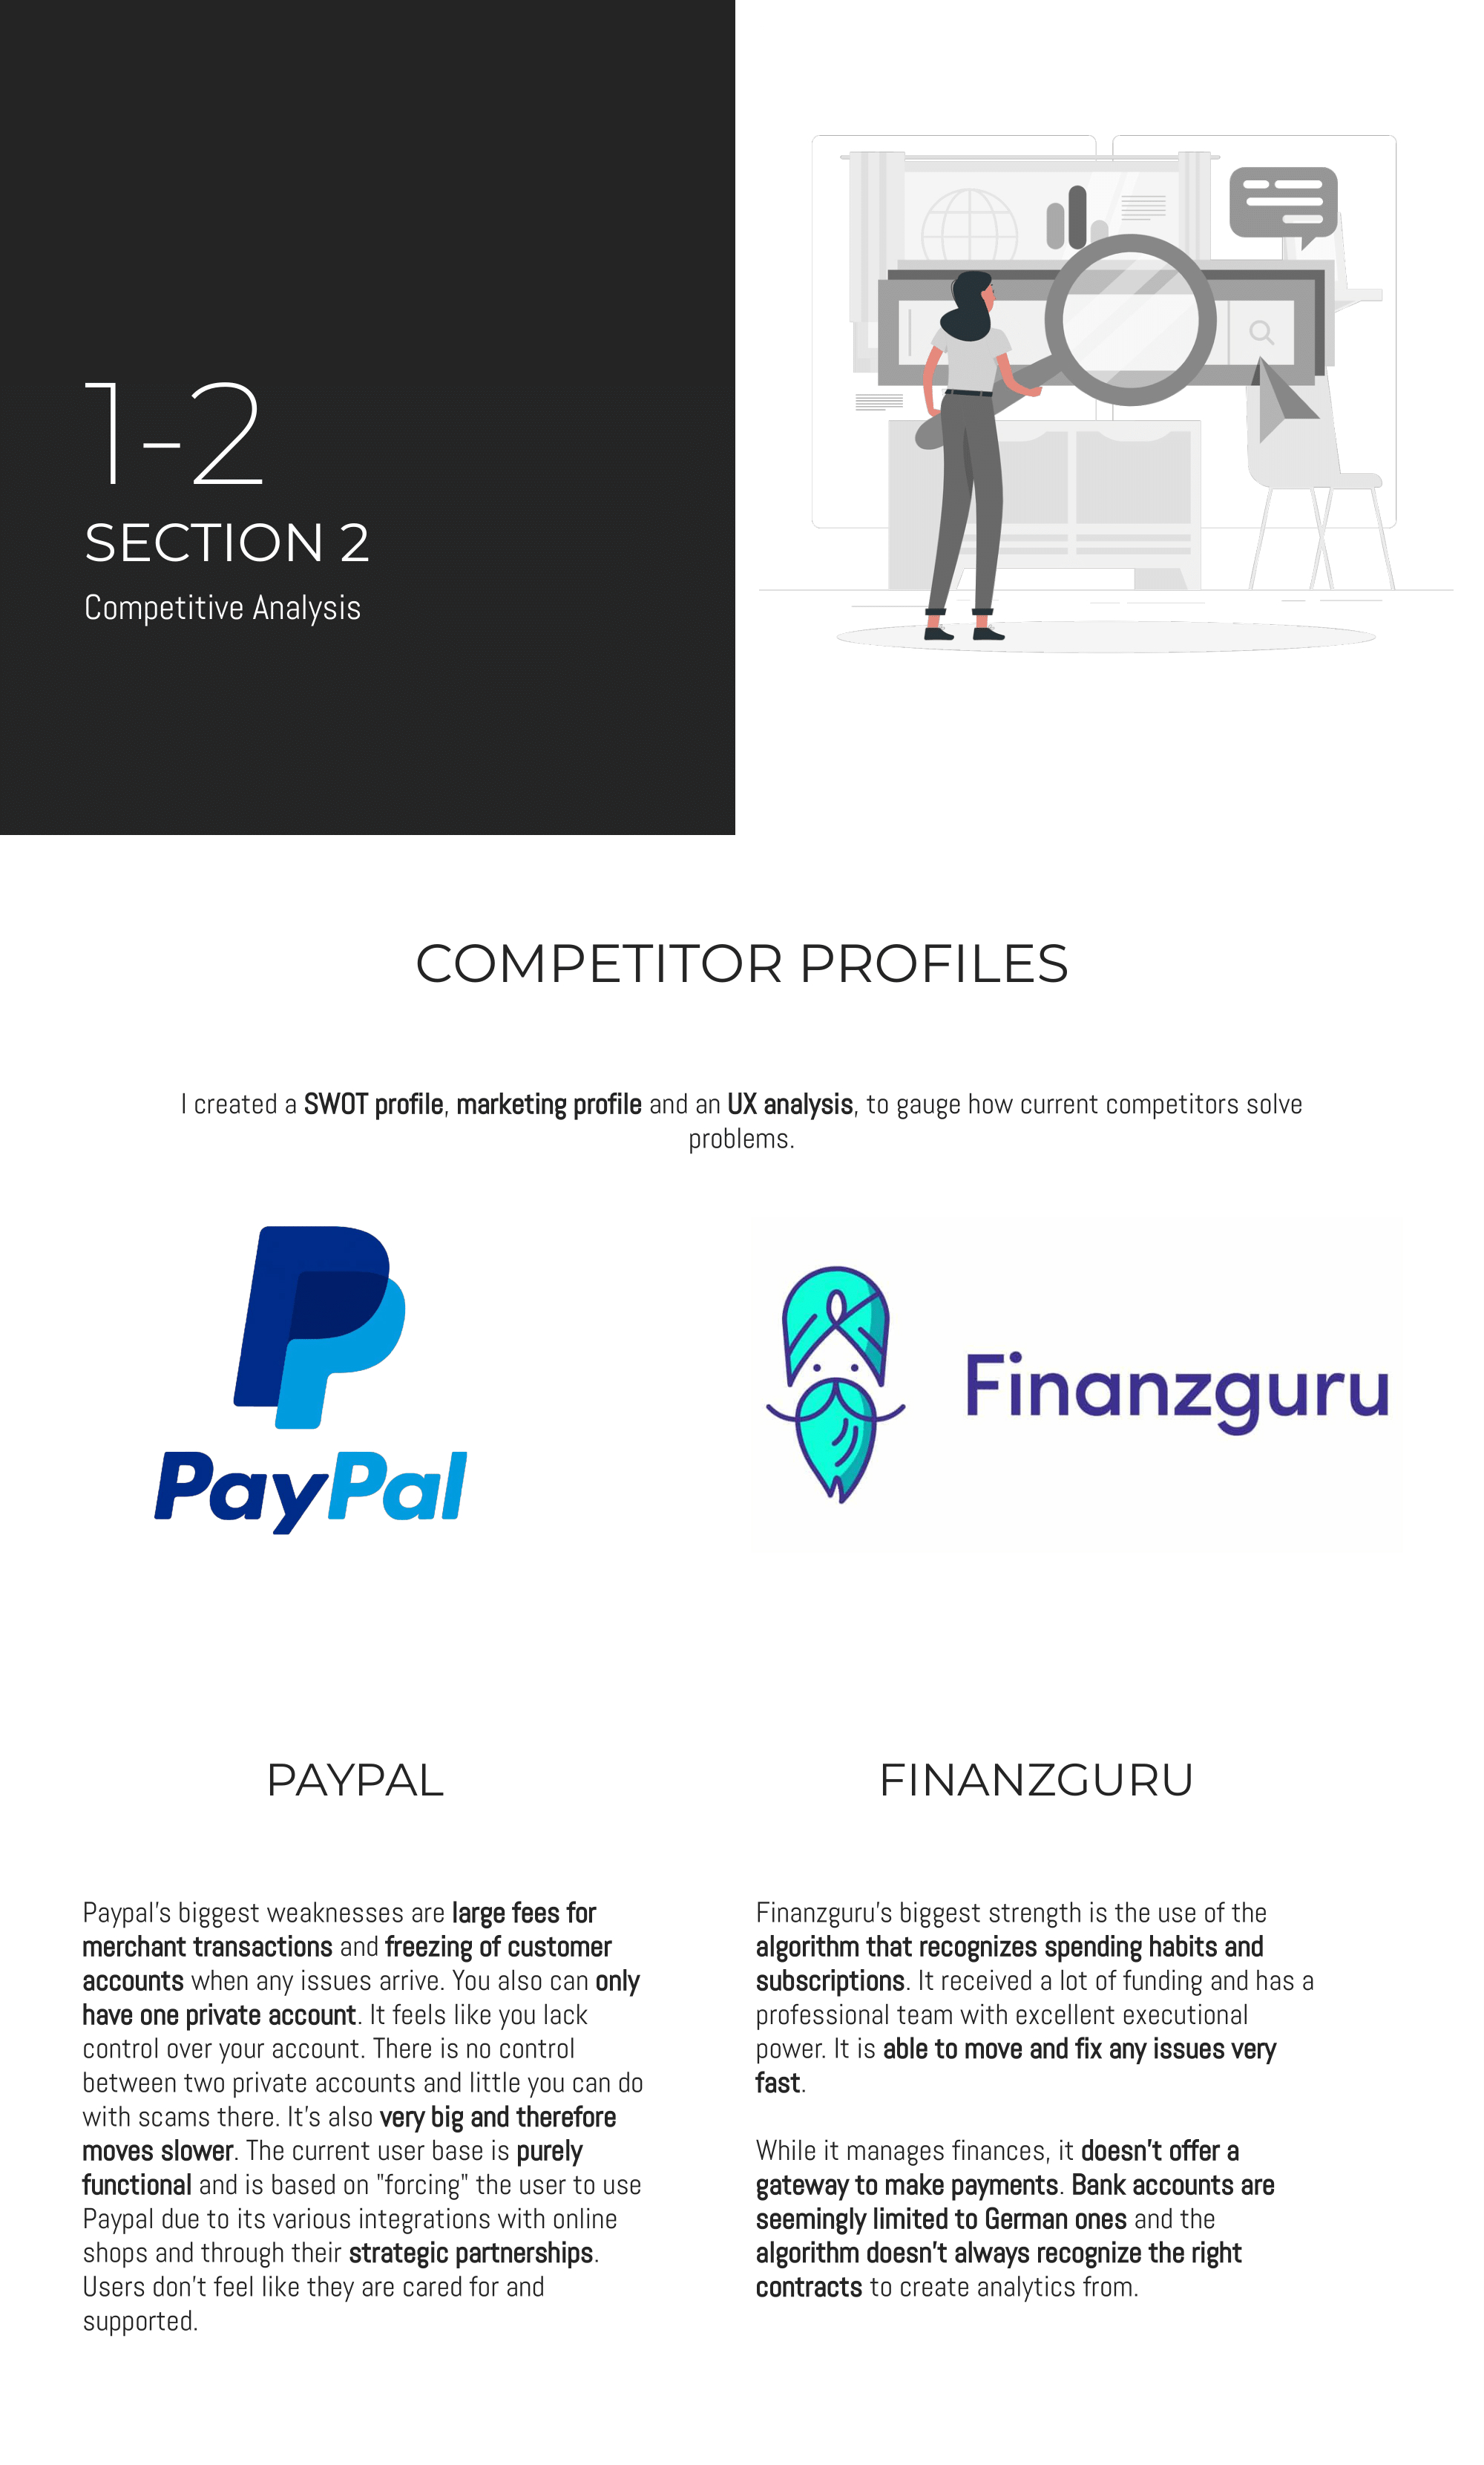 1-2
SECTION 2
Competitive Analysis
COMPETITOR PROFILES
I created a SWOT profile, marketing profile and an UX analysis, to gauge how current competitors solve
problems.
PayPal
Finanzguru
PAYPAL
Paypal's biggest weaknesses are large fees for
merchant transactions and freezing of customer
accounts when any issues arrive. You also can only
have one private account. It feels like you lack
control over your account. There is no control
between two private accounts and little you can do
with scams there. It's also very big and therefore
moves slower. The current user base is purely
functional and is based on "forcing" the user to use
Paypal due to its various integrations with online
shops and through their strategic partnerships.
Users don't feel like they are cared for and
supported.
FINANZGURU
Finanzguru's biggest strength is the use of the
algorithm that recognizes spending habits and
subscriptions. It received a lot of funding and has a
professional team with excellent executional
power. It is able to move and fix any issues very
fast.
While it manages finances, it doesn't offer a
gateway to make payments. Bank accounts are
seemingly limited to German ones and the
algorithm doesn't always recognize the right
contracts to create analytics from.